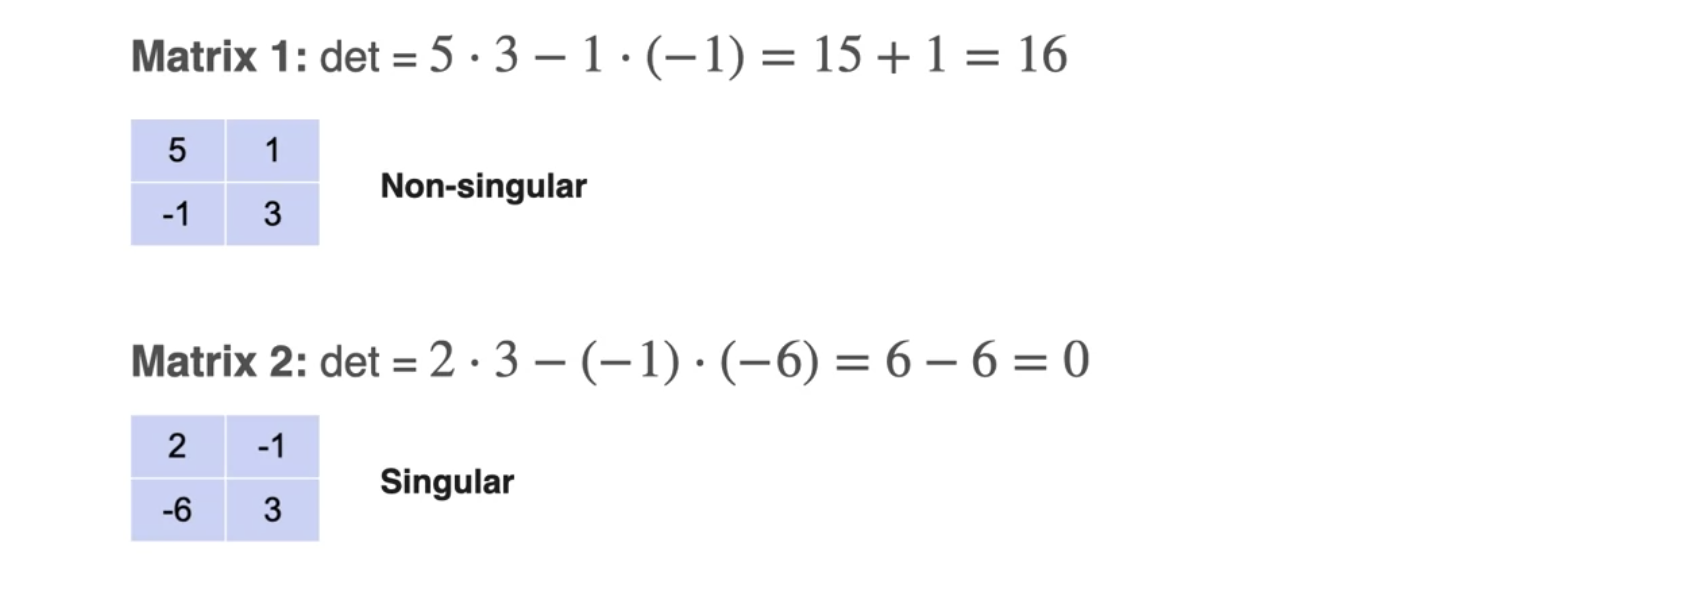 Matrix 1: det = 5 · 3 − 1 · (−1) = 15 + 1 = 16
5 1
Non-singular
-1 3
Matrix 2: det = 2 · 3 − (−1) · (−6) = 6 − 6 = 0
2 -1
Singular
-6 3